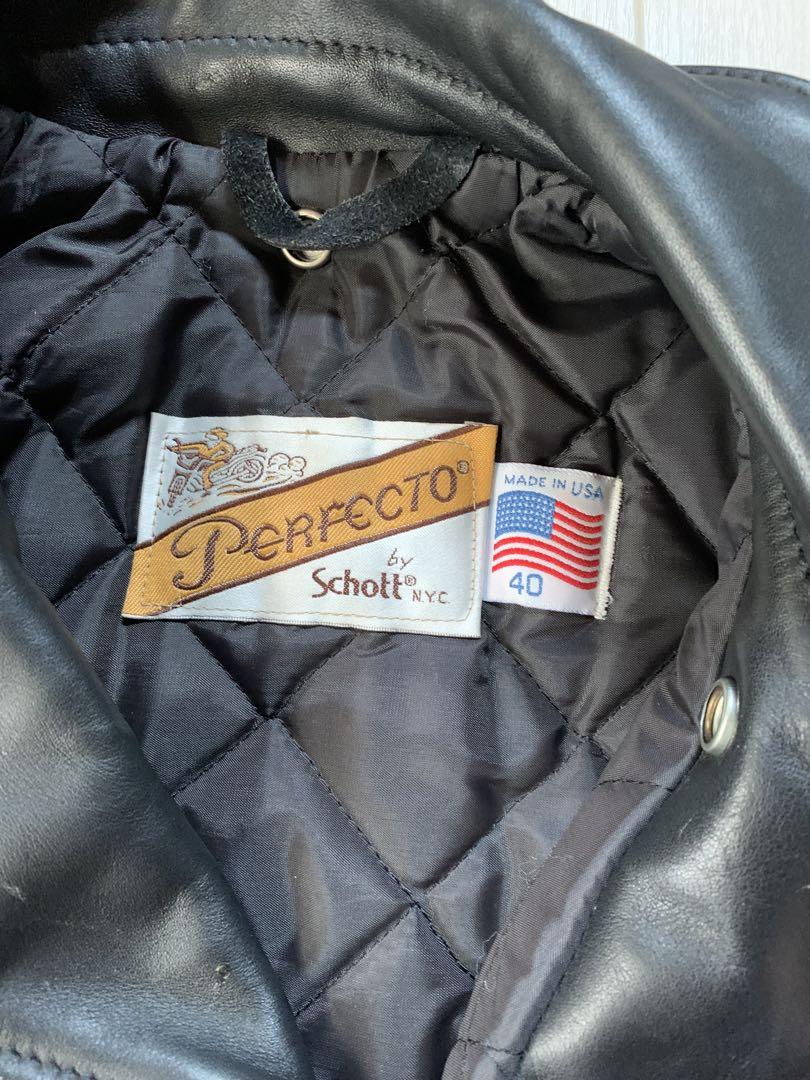 PERFECTO®
by
Schott®
N.Y.C.
MADE IN USA
40